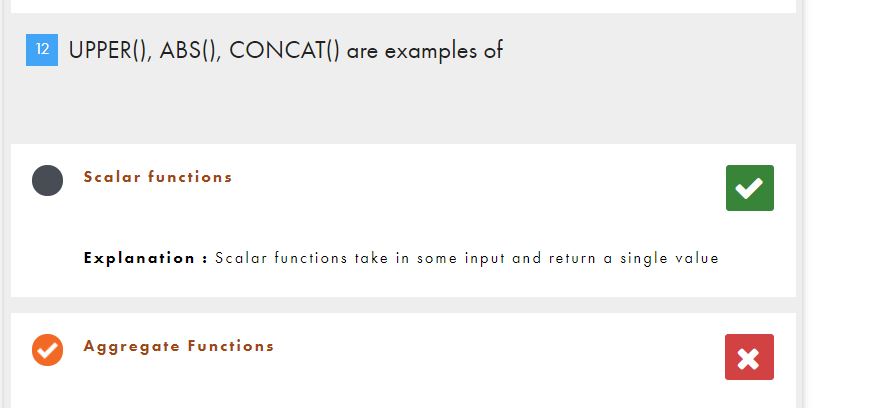 12 UPPER(), ABS(), CONCAT() are examples of
Scalar functions
Explanation : Scalar functions take in some input and return a single value
Aggregate Functions